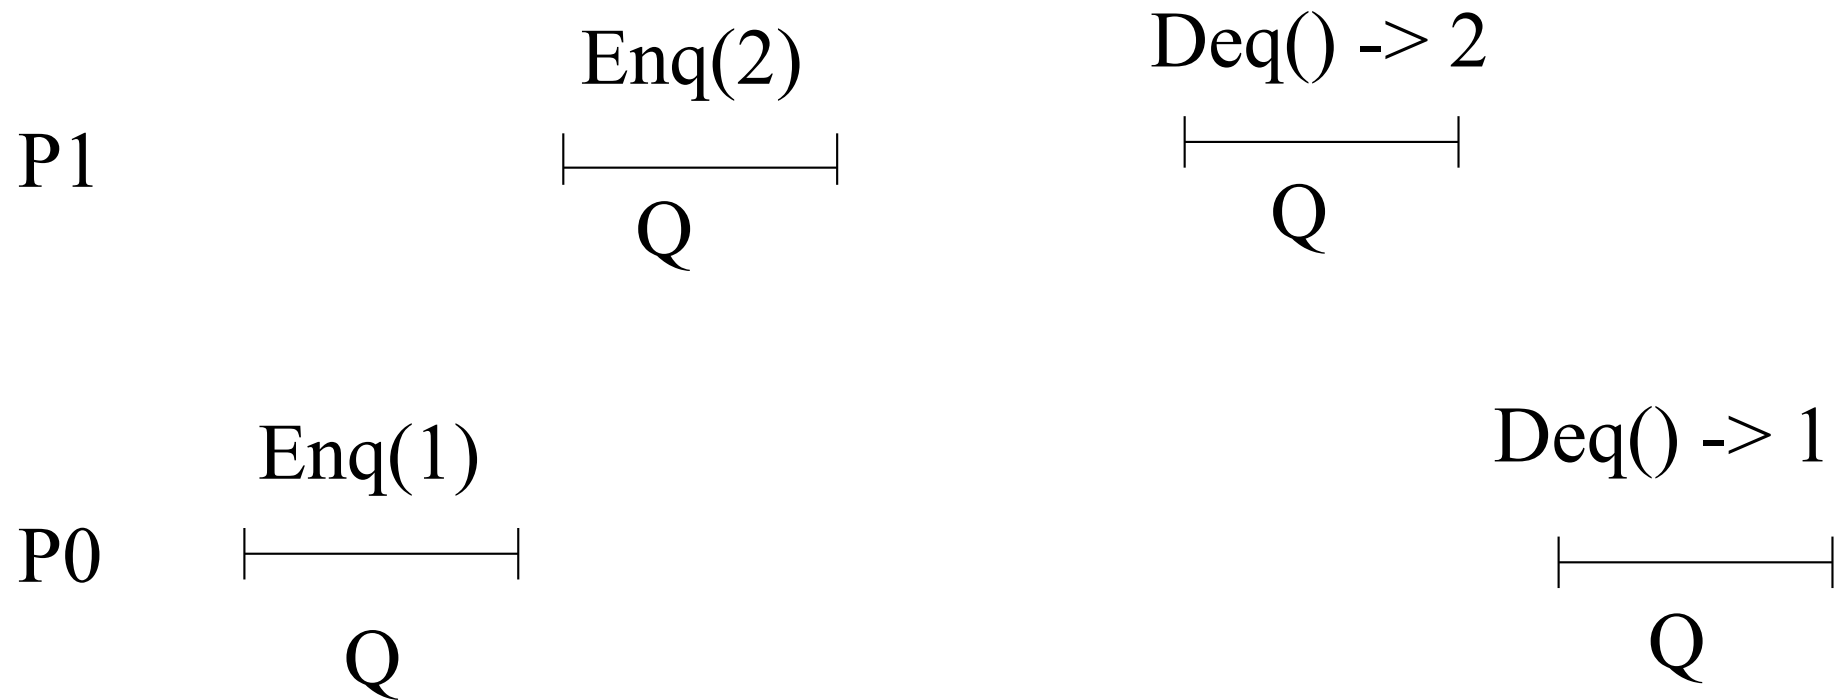 Enq(2)
Deq() -> 2
P1
Q
Q
Enq(1)
Deq() -> 1
P0
Q
Q